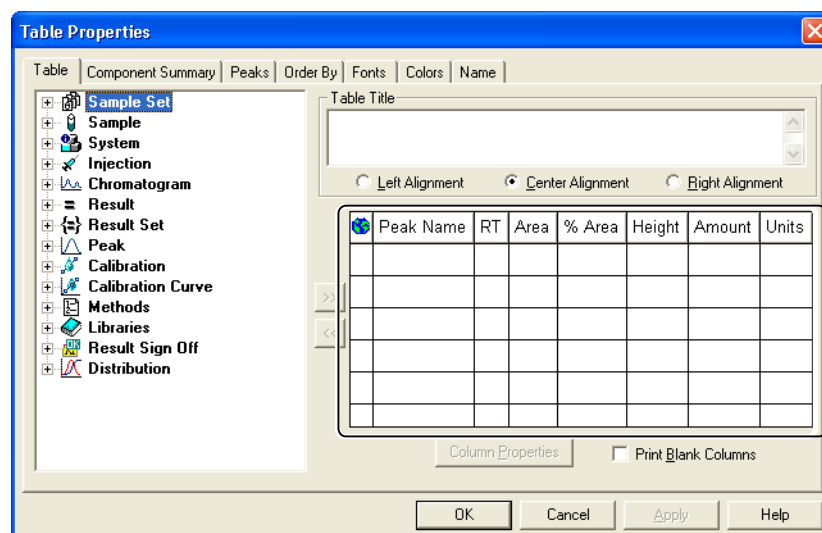 Table Properties
Table Component Summary Peaks Order By Fonts Colors Name
Sample Set
Sample
System
Injection
Chromatogram
Result
Result Set
Peak
Calibration
Calibration Curve
Methods
Libraries
Result Sign Off
Distribution
>>
<<
Table Title
Left Alignment Center Alignment Right Alignment
Peak Name RT Area % Area Height Amount Units
Column Properties Print Blank Columns
OK Cancel Apply Help